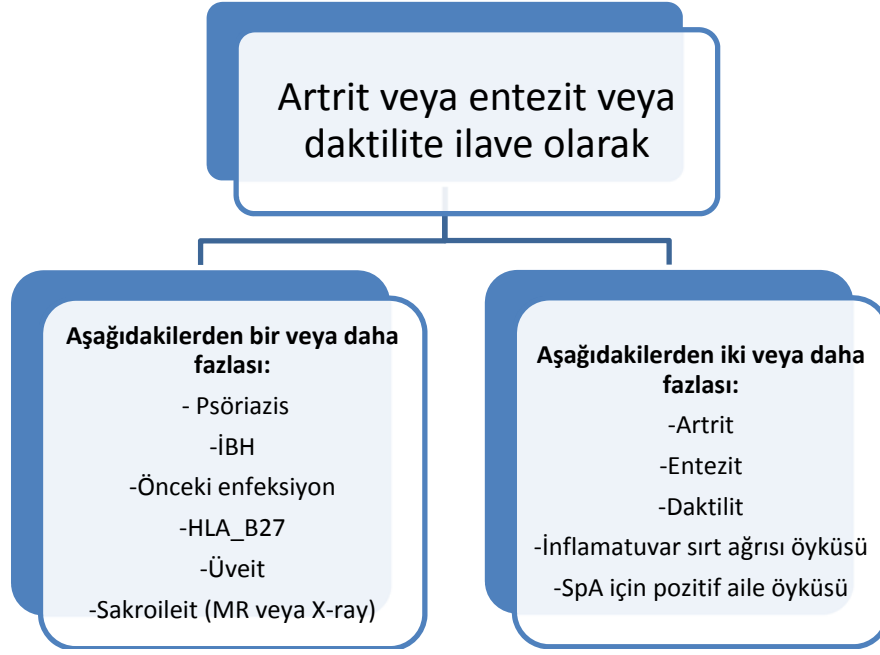 Artrit veya entezit veya
daktilite ilave olarak
Aşağıdakilerden bir veya daha
fazlası:
- Psöriazis
-İBH
-Önceki enfeksiyon
-HLA_B27
-Üveit
-Sakroileit (MR veya X-ray)
Aşağıdakilerden iki veya daha
fazlası:
-Artrit
-Entezit
-Daktilit
-İnflamatuvar sırt ağrısı öyküsü
-SpA için pozitif aile öyküsü